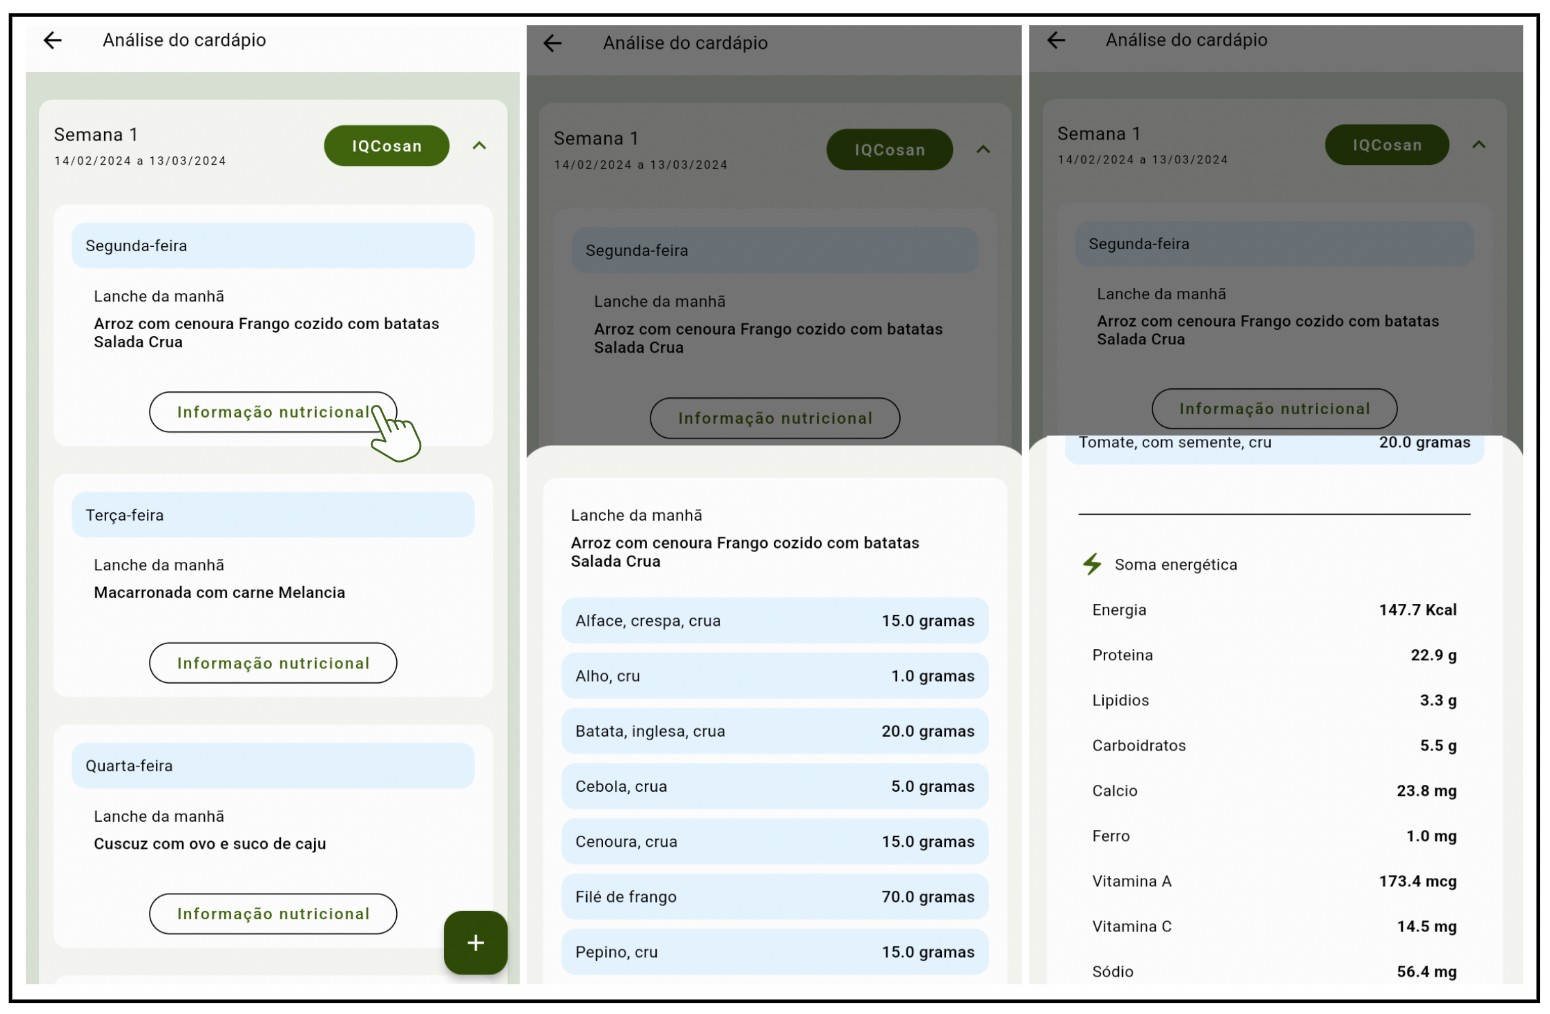 Análise do cardápio
Semana 1
14/02/2024 a 13/03/2024
IQCosan
Segunda-feira
Lanche da manhã
Arroz com cenoura Frango cozido com batatas
Salada Crua
Informação nutricional
Terça-feira
Lanche da manhã
Macarronada com carne Melancia
Informação nutricional
Quarta-feira
Lanche da manhã
Cuscuz com ovo e suco de caju
Informação nutricional
+
Análise do cardápio
Semana 1
14/02/2024 a 13/03/2024
IQCosan
Segunda-feira
Lanche da manhã
Arroz com cenoura Frango cozido com batatas
Salada Crua
Informação nutricional
Lanche da manhã
Arroz com cenoura Frango cozido com batatas
Salada Crua
Alface, crespa, crua 15.0 gramas
Alho, cru 1.0 gramas
Batata, inglesa, crua 20.0 gramas
Cebola, crua 5.0 gramas
Cenoura, crua 15.0 gramas
Filé de frango 70.0 gramas
Pepino, cru 15.0 gramas
Análise do cardápio
Semana 1
14/02/2024 a 13/03/2024
IQCosan
Segunda-feira
Lanche da manhã
Arroz com cenoura Frango cozido com batatas
Salada Crua
Informação nutricional
Tomate, com semente, cru 20.0 gramas
Soma energética
Energia 147.7 Kcal
Proteina 22.9 g
Lipidios 3.3 g
Carboidratos 5.5 g
Calcio 23.8 mg
Ferro 1.0 mg
Vitamina A 173.4 mcg
Vitamina C 14.5 mg
Sódio 56.4 mg